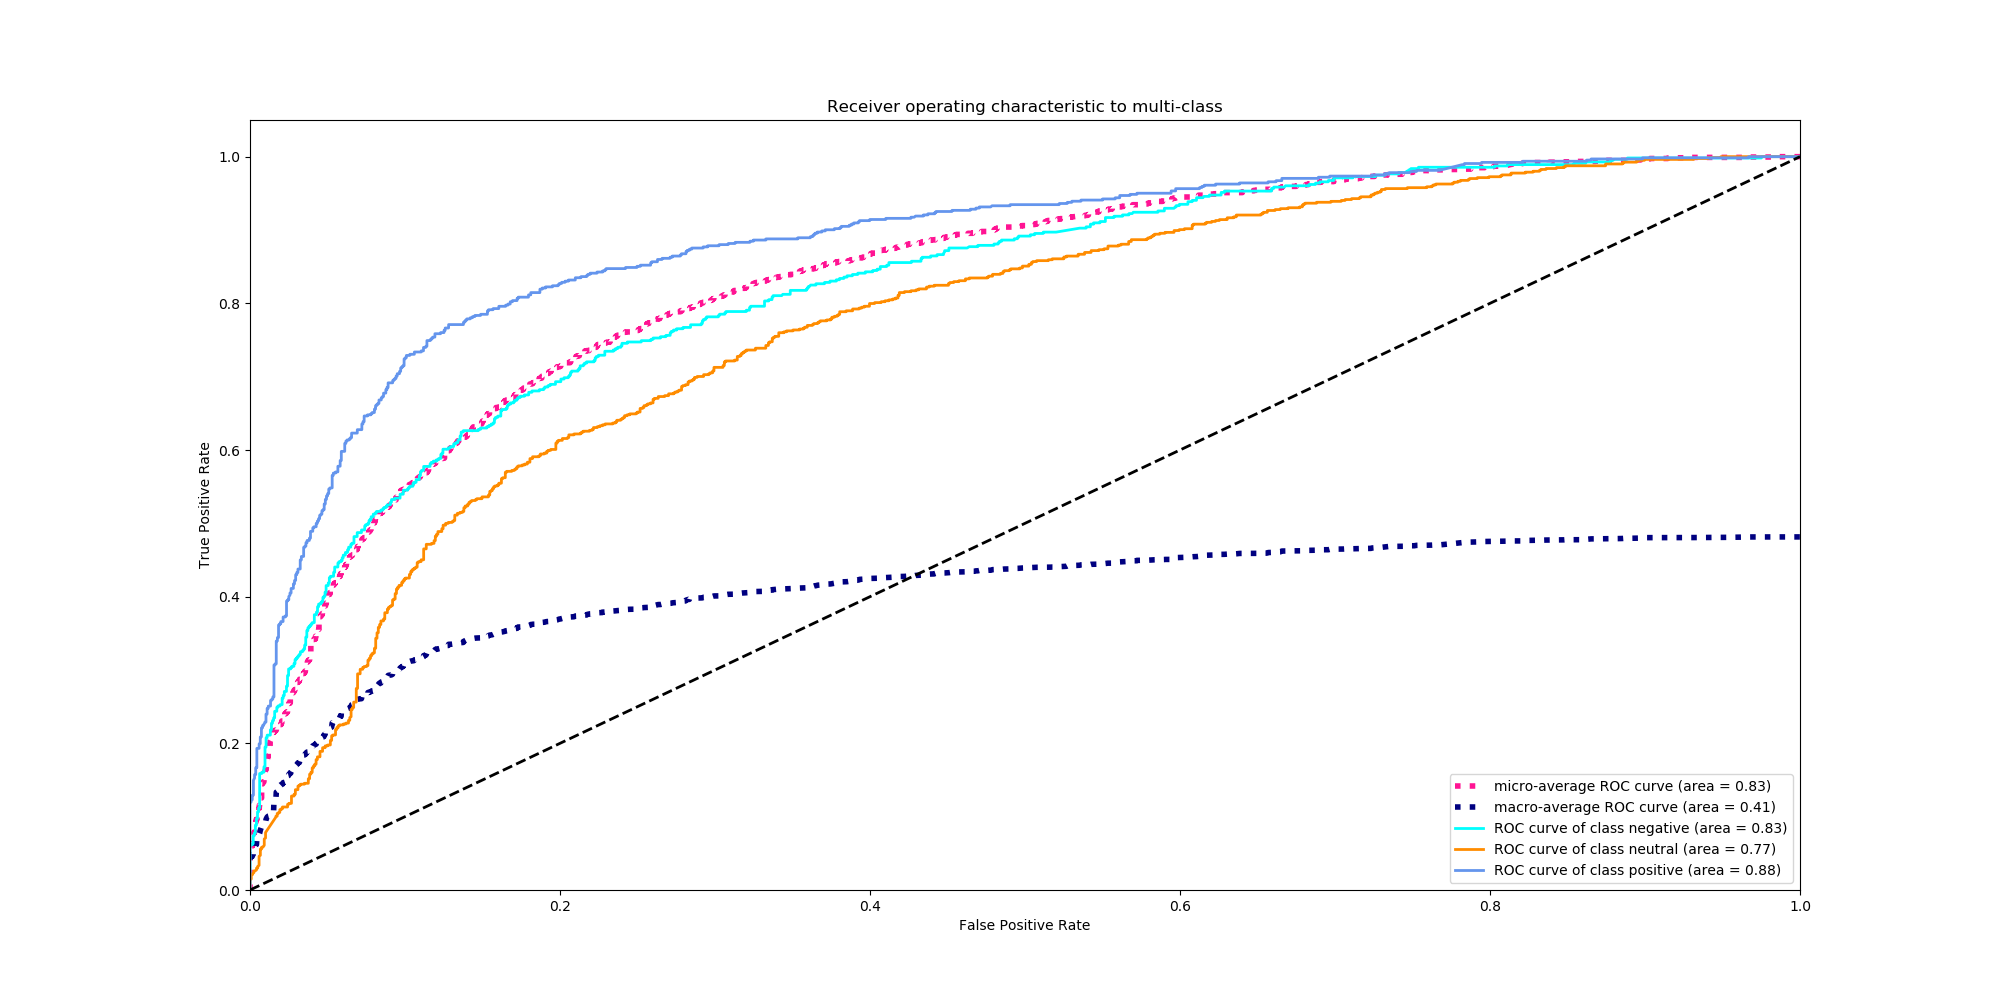 Receiver operating characteristic to multi-class
1.0
0.8
0.6
0.4
0.2
0.0
True Positive Rate
micro-average ROC curve (area = 0.83)
macro-average ROC curve (area = 0.41)
ROC curve of class negative (area = 0.83)
ROC curve of class neutral (area = 0.77)
ROC curve of class positive (area = 0.88)
0.0 0.2 0.4 0.6 0.8 1.0
False Positive Rate